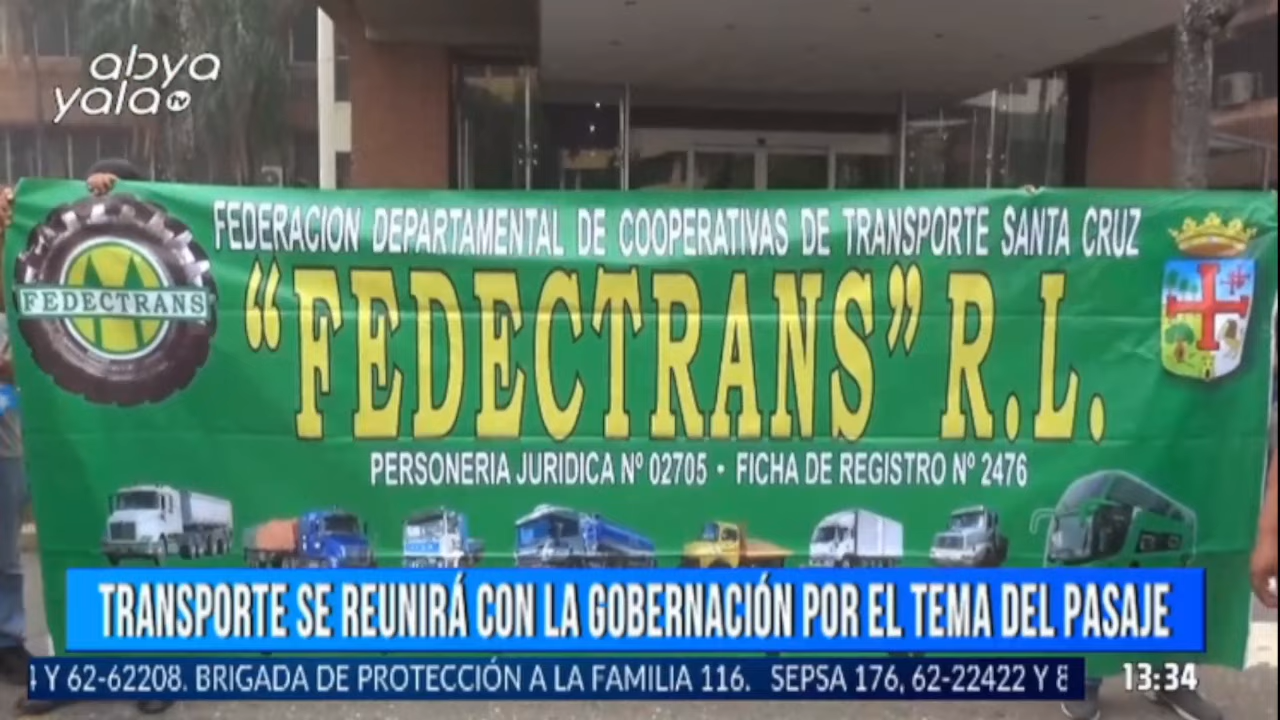 abya
yala tv
FEDERACION DEPARTAMENTAL DE COOPERATIVAS DE TRANSPORTE SANTA CRUZ
FEDECTRANS
"FEDECTRANS" R.L.
PERSONERIA JURIDICA Nº 02705 • FICHA DE REGISTRO Nº 2476
TRANSPORTE SE REUNIRÁ CON LA GOBERNACIÓN POR EL TEMA DEL PASAJE
Y 62-62208. BRIGADA DE PROTECCIÓN A LA FAMILIA 116. SEPSA 176, 62-22422 Y 8
13:34